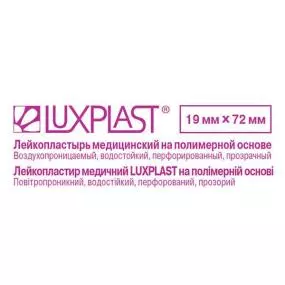 LUXPLAST® 19 мм × 72 мм
Лейкопластырь медицинский на полимерной основе
Воздухопроницаемый, водостойкий, перфорированный, прозрачный
Лейкопластир медичний LUXPLAST на полімерній основі
Повітропроникний, водостійкий, перфорований, прозорий